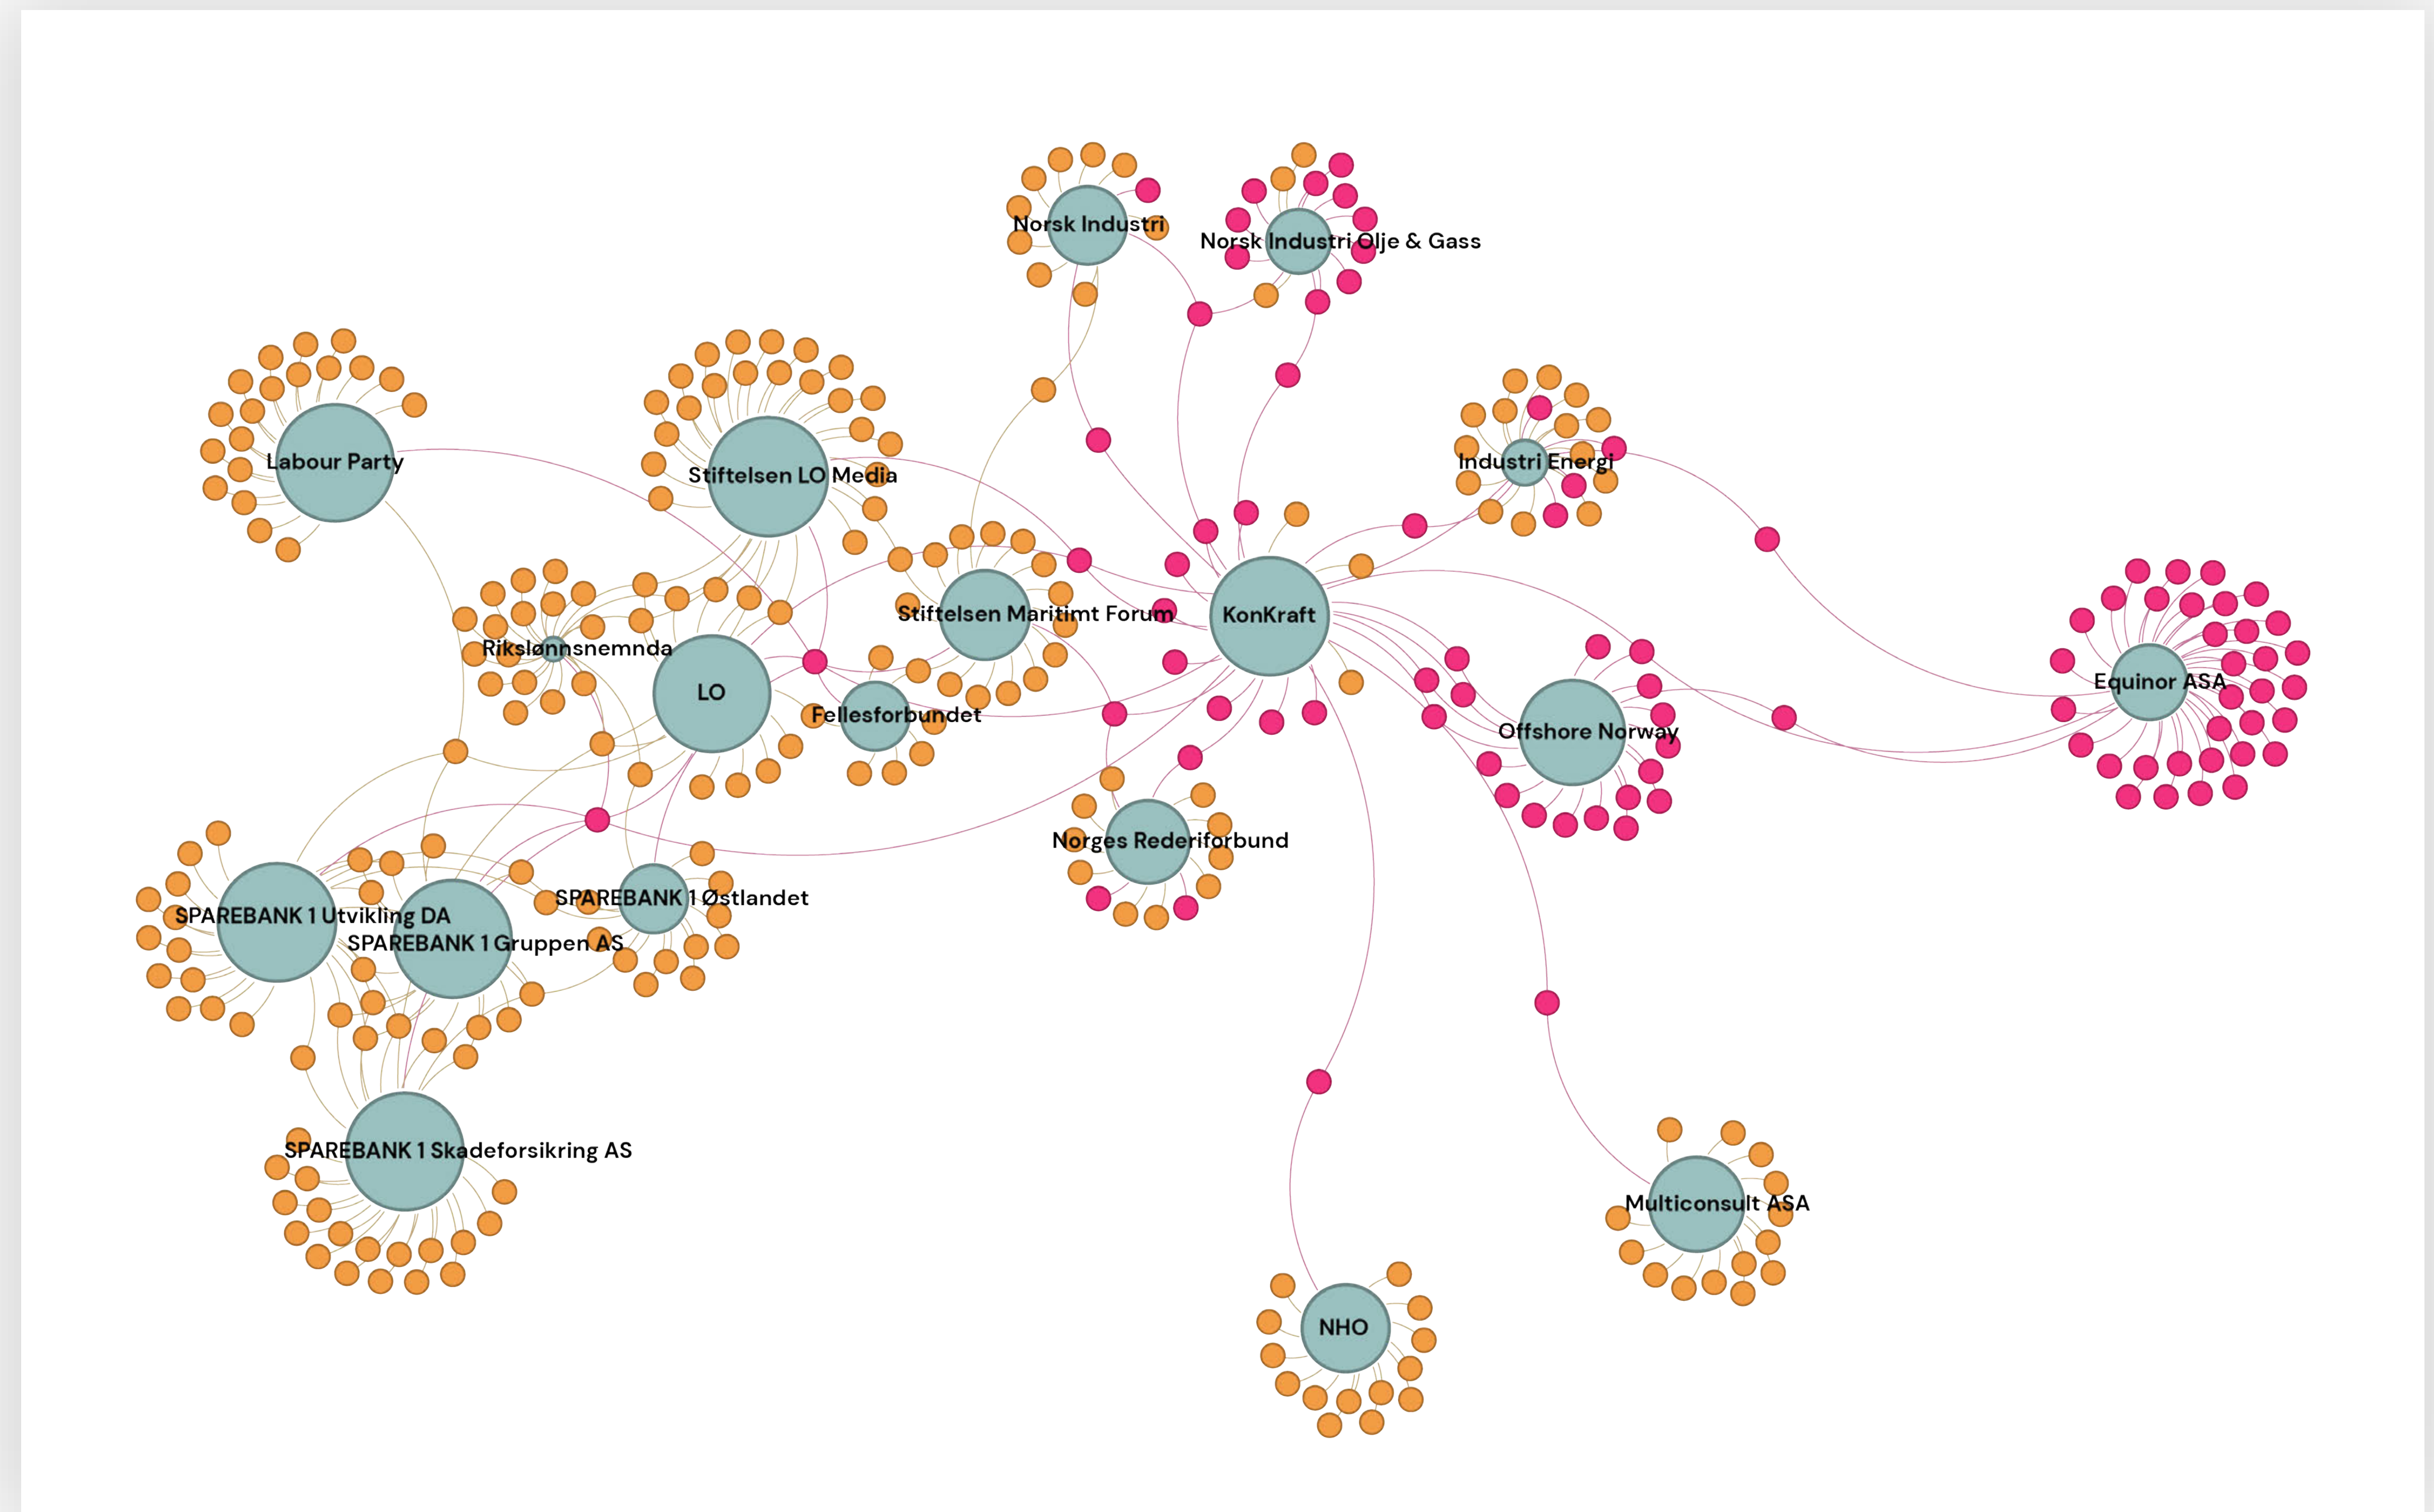 Norsk Industri
Norsk Industri Olje & Gass
Labour Party
Stiftelsen LO Media
Industri Energi
Stiftelsen Maritimt Forum
KonKraft
Rikslønnsnemnda
LO
Fellesforbundet
Offshore Norway
Equinor ASA
Norges Rederiforbund
SPAREBANK 1 Østlandet
SPAREBANK 1 Utvikling DA
SPAREBANK 1 Gruppen AS
SPAREBANK 1 Skadeforsikring AS
Multiconsult ASA
NHO